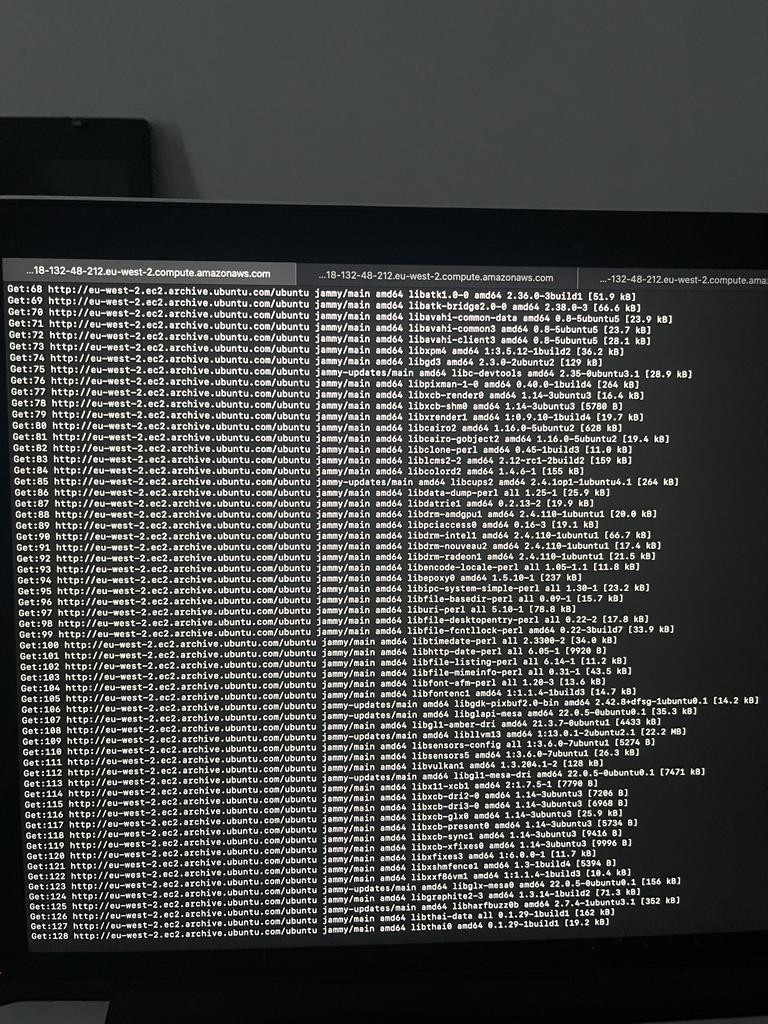 ...18-132-48-212.eu-west-2.compute.amazonaws.com
...18-132-48-212.eu-west-2.compute.amazonaws.com
...-132-48-212.eu-west-2.compute.ama
Get:68 http://eu-west-2.ec2.archive.ubuntu.com/ubuntu jammy/main amd64 libatk1.0-0 amd64 2.36.0-3build1 [51.9 kB]
Get:69 http://eu-west-2.ec2.archive.ubuntu.com/ubuntu jammy/main amd64 libatk-bridge2.0-0 amd64 2.38.0-3 [66.6 kB]
Get:70 http://eu-west-2.ec2.archive.ubuntu.com/ubuntu jammy/main amd64 libavahi-common-data amd64 0.8-5ubuntu5 [23.9 kB]
Get:71 http://eu-west-2.ec2.archive.ubuntu.com/ubuntu jammy/main amd64 libavahi-common3 amd64 0.8-5ubuntu5 [23.7 kB]
Get:72 http://eu-west-2.ec2.archive.ubuntu.com/ubuntu jammy/main amd64 libavahi-client3 amd64 0.8-5ubuntu5 [28.1 kB]
Get:73 http://eu-west-2.ec2.archive.ubuntu.com/ubuntu jammy/main amd64 libxpm4 amd64 1:3.5.12-1build2 [36.2 kB]
Get:74 http://eu-west-2.ec2.archive.ubuntu.com/ubuntu jammy/main amd64 libgd3 amd64 2.3.0-2ubuntu2 [129 kB]
Get:75 http://eu-west-2.ec2.archive.ubuntu.com/ubuntu jammy-updates/main amd64 libc-devtools amd64 2.35-0ubuntu3.1 [28.9 kB]
Get:76 http://eu-west-2.ec2.archive.ubuntu.com/ubuntu jammy/main amd64 libpixman-1-0 amd64 0.40.0-1build4 [264 kB]
Get:77 http://eu-west-2.ec2.archive.ubuntu.com/ubuntu jammy/main amd64 libxcb-render0 amd64 1.14-3ubuntu3 [16.4 kB]
Get:78 http://eu-west-2.ec2.archive.ubuntu.com/ubuntu jammy/main amd64 libxcb-shm0 amd64 1.14-3ubuntu3 [5780 B]
Get:79 http://eu-west-2.ec2.archive.ubuntu.com/ubuntu jammy/main amd64 libxrender1 amd64 1:0.9.10-1build4 [19.7 kB]
Get:80 http://eu-west-2.ec2.archive.ubuntu.com/ubuntu jammy/main amd64 libcairo2 amd64 1.16.0-5ubuntu2 [628 kB]
Get:81 http://eu-west-2.ec2.archive.ubuntu.com/ubuntu jammy/main amd64 libcairo-gobject2 amd64 1.16.0-5ubuntu2 [19.4 kB]
Get:82 http://eu-west-2.ec2.archive.ubuntu.com/ubuntu jammy/main amd64 libclone-perl amd64 0.45-1build3 [11.0 kB]
Get:83 http://eu-west-2.ec2.archive.ubuntu.com/ubuntu jammy/main amd64 liblcms2-2 amd64 2.12~rc1-2build2 [159 kB]
Get:84 http://eu-west-2.ec2.archive.ubuntu.com/ubuntu jammy/main amd64 libcolord2 amd64 1.4.6-1 [155 kB]
Get:85 http://eu-west-2.ec2.archive.ubuntu.com/ubuntu jammy-updates/main amd64 libcups2 amd64 2.4.1op1-1ubuntu4.1 [264 kB]
Get:86 http://eu-west-2.ec2.archive.ubuntu.com/ubuntu jammy/main amd64 libdata-dump-perl all 1.25-1 [25.9 kB]
Get:87 http://eu-west-2.ec2.archive.ubuntu.com/ubuntu jammy/main amd64 libdatrie1 amd64 0.2.13-2 [19.9 kB]
Get:88 http://eu-west-2.ec2.archive.ubuntu.com/ubuntu jammy/main amd64 libdrm-amdgpu1 amd64 2.4.110-1ubuntu1 [20.0 kB]
Get:89 http://eu-west-2.ec2.archive.ubuntu.com/ubuntu jammy/main amd64 libpciaccess0 amd64 0.16-3 [19.1 kB]
Get:90 http://eu-west-2.ec2.archive.ubuntu.com/ubuntu jammy/main amd64 libdrm-intel1 amd64 2.4.110-1ubuntu1 [66.7 kB]
Get:91 http://eu-west-2.ec2.archive.ubuntu.com/ubuntu jammy/main amd64 libdrm-nouveau2 amd64 2.4.110-1ubuntu1 [17.4 kB]
Get:92 http://eu-west-2.ec2.archive.ubuntu.com/ubuntu jammy/main amd64 libdrm-radeon1 amd64 2.4.110-1ubuntu1 [21.5 kB]
Get:93 http://eu-west-2.ec2.archive.ubuntu.com/ubuntu jammy/main amd64 libencode-locale-perl all 1.05-1.1 [11.8 kB]
Get:94 http://eu-west-2.ec2.archive.ubuntu.com/ubuntu jammy/main amd64 libepoxy0 amd64 1.5.10-1 [237 kB]
Get:95 http://eu-west-2.ec2.archive.ubuntu.com/ubuntu jammy/main amd64 libipc-system-simple-perl all 1.30-1 [23.2 kB]
Get:96 http://eu-west-2.ec2.archive.ubuntu.com/ubuntu jammy/main amd64 libfile-basedir-perl all 0.09-1 [15.7 kB]
Get:97 http://eu-west-2.ec2.archive.ubuntu.com/ubuntu jammy/main amd64 liburi-perl all 5.10-1 [78.8 kB]
Get:98 http://eu-west-2.ec2.archive.ubuntu.com/ubuntu jammy/main amd64 libfile-desktopentry-perl all 0.22-2 [17.8 kB]
Get:99 http://eu-west-2.ec2.archive.ubuntu.com/ubuntu jammy/main amd64 libfile-fcntllock-perl amd64 0.22-3build7 [33.9 kB]
Get:100 http://eu-west-2.ec2.archive.ubuntu.com/ubuntu jammy/main amd64 libtimedate-perl all 2.3300-2 [34.0 kB]
Get:101 http://eu-west-2.ec2.archive.ubuntu.com/ubuntu jammy/main amd64 libhttp-date-perl all 6.05-1 [9920 B]
Get:102 http://eu-west-2.ec2.archive.ubuntu.com/ubuntu jammy/main amd64 libfile-listing-perl all 6.14-1 [11.2 kB]
Get:103 http://eu-west-2.ec2.archive.ubuntu.com/ubuntu jammy/main amd64 libfile-mimeinfo-perl all 0.31-1 [43.5 kB]
Get:104 http://eu-west-2.ec2.archive.ubuntu.com/ubuntu jammy/main amd64 libfont-afm-perl all 1.20-3 [13.6 kB]
Get:105 http://eu-west-2.ec2.archive.ubuntu.com/ubuntu jammy/main amd64 libfontenc1 amd64 1:1.1.4-1build3 [14.7 kB]
Get:106 http://eu-west-2.ec2.archive.ubuntu.com/ubuntu jammy-updates/main amd64 libgdk-pixbuf2.0-bin amd64 2.42.8+dfsg-1ubuntu0.1 [14.2 kB]
Get:107 http://eu-west-2.ec2.archive.ubuntu.com/ubuntu jammy-updates/main amd64 libglapi-mesa amd64 22.0.5-0ubuntu0.1 [35.3 kB]
Get:108 http://eu-west-2.ec2.archive.ubuntu.com/ubuntu jammy/main amd64 libgl1-amber-dri amd64 21.3.7-0ubuntu1 [4433 kB]
Get:109 http://eu-west-2.ec2.archive.ubuntu.com/ubuntu jammy-updates/main amd64 libllvm13 amd64 1:13.0.1-2ubuntu2.1 [22.2 MB]
Get:110 http://eu-west-2.ec2.archive.ubuntu.com/ubuntu jammy/main amd64 libsensors-config all 1:3.6.0-7ubuntu1 [5274 B]
Get:111 http://eu-west-2.ec2.archive.ubuntu.com/ubuntu jammy/main amd64 libsensors5 amd64 1:3.6.0-7ubuntu1 [26.3 kB]
Get:112 http://eu-west-2.ec2.archive.ubuntu.com/ubuntu jammy/main amd64 libvulkan1 amd64 1.3.204.1-2 [128 kB]
Get:113 http://eu-west-2.ec2.archive.ubuntu.com/ubuntu jammy-updates/main amd64 libgl1-mesa-dri amd64 22.0.5-0ubuntu0.1 [7471 kB]
Get:114 http://eu-west-2.ec2.archive.ubuntu.com/ubuntu jammy/main amd64 libx11-xcb1 amd64 2:1.7.5-1 [7790 B]
Get:115 http://eu-west-2.ec2.archive.ubuntu.com/ubuntu jammy/main amd64 libxcb-dri2-0 amd64 1.14-3ubuntu3 [7206 B]
Get:116 http://eu-west-2.ec2.archive.ubuntu.com/ubuntu jammy/main amd64 libxcb-dri3-0 amd64 1.14-3ubuntu3 [6968 B]
Get:117 http://eu-west-2.ec2.archive.ubuntu.com/ubuntu jammy/main amd64 libxcb-glx0 amd64 1.14-3ubuntu3 [25.9 kB]
Get:118 http://eu-west-2.ec2.archive.ubuntu.com/ubuntu jammy/main amd64 libxcb-present0 amd64 1.14-3ubuntu3 [5734 B]
Get:119 http://eu-west-2.ec2.archive.ubuntu.com/ubuntu jammy/main amd64 libxcb-sync1 amd64 1.14-3ubuntu3 [9416 B]
Get:120 http://eu-west-2.ec2.archive.ubuntu.com/ubuntu jammy/main amd64 libxcb-xfixes0 amd64 1.14-3ubuntu3 [9996 B]
Get:121 http://eu-west-2.ec2.archive.ubuntu.com/ubuntu jammy/main amd64 libxfixes3 amd64 1:6.0.0-1 [11.7 kB]
Get:122 http://eu-west-2.ec2.archive.ubuntu.com/ubuntu jammy/main amd64 libxshmfence1 amd64 1.3-1build4 [5394 B]
Get:123 http://eu-west-2.ec2.archive.ubuntu.com/ubuntu jammy/main amd64 libxxf86vm1 amd64 1:1.1.4-1build3 [10.4 kB]
Get:124 http://eu-west-2.ec2.archive.ubuntu.com/ubuntu jammy-updates/main amd64 libglx-mesa0 amd64 22.0.5-0ubuntu0.1 [156 kB]
Get:125 http://eu-west-2.ec2.archive.ubuntu.com/ubuntu jammy/main amd64 libgraphite2-3 amd64 1.3.14-1build2 [71.3 kB]
Get:126 http://eu-west-2.ec2.archive.ubuntu.com/ubuntu jammy-updates/main amd64 libharfbuzz0b amd64 2.7.4-1ubuntu3.1 [352 kB]
Get:127 http://eu-west-2.ec2.archive.ubuntu.com/ubuntu jammy/main amd64 libthai-data all 0.1.29-1build1 [162 kB]
Get:128 http://eu-west-2.ec2.archive.ubuntu.com/ubuntu jammy/main amd64 libthai0 amd64 0.1.29-1build1 [19.2 kB]